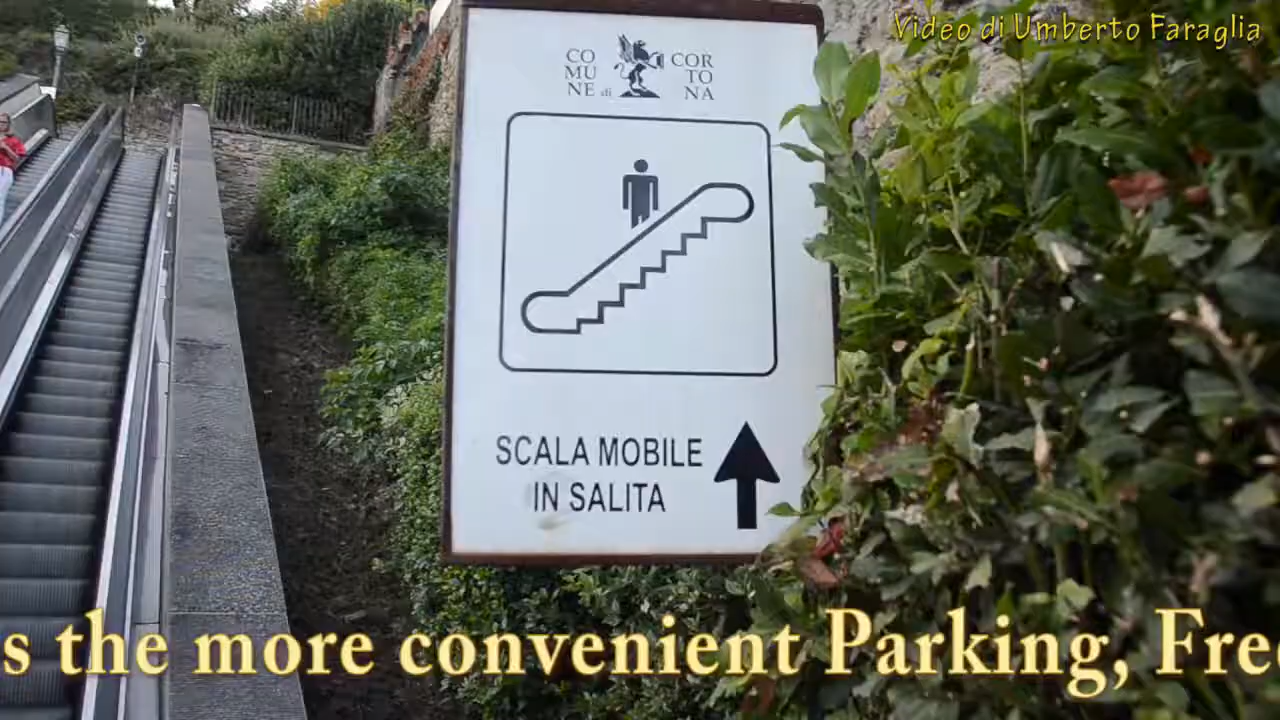 Video di Umberto Faraglia
CO COR
MU TO
NE di NA
SCALA MOBILE
IN SALITA
s the more convenient Parking, Fre